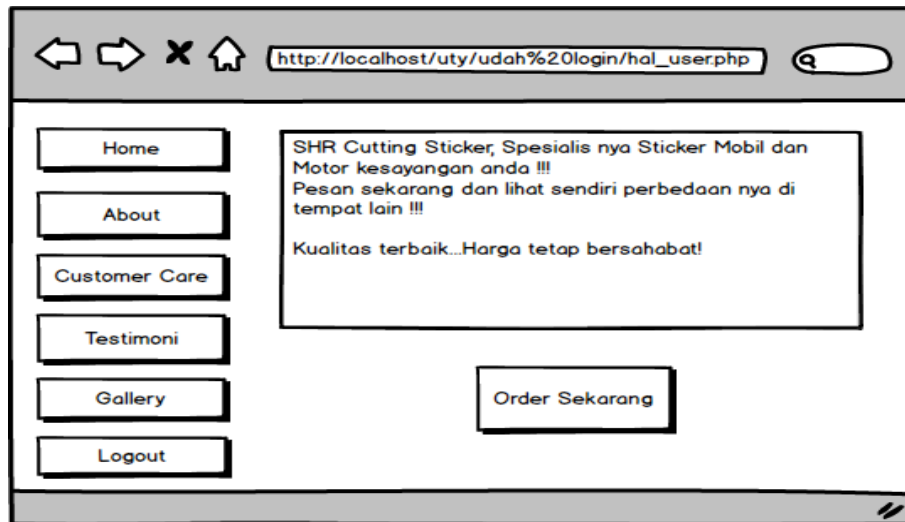 http://localhost/uty/udah%20login/hal_user.php
Home
About
Customer Care
Testimoni
Gallery
Logout
SHR Cutting Sticker, Spesialis nya Sticker Mobil dan
Motor kesayangan anda !!!
Pesan sekarang dan lihat sendiri perbedaan nya di
tempat lain !!!
Kualitas terbaik...Harga tetap bersahabat!
Order Sekarang